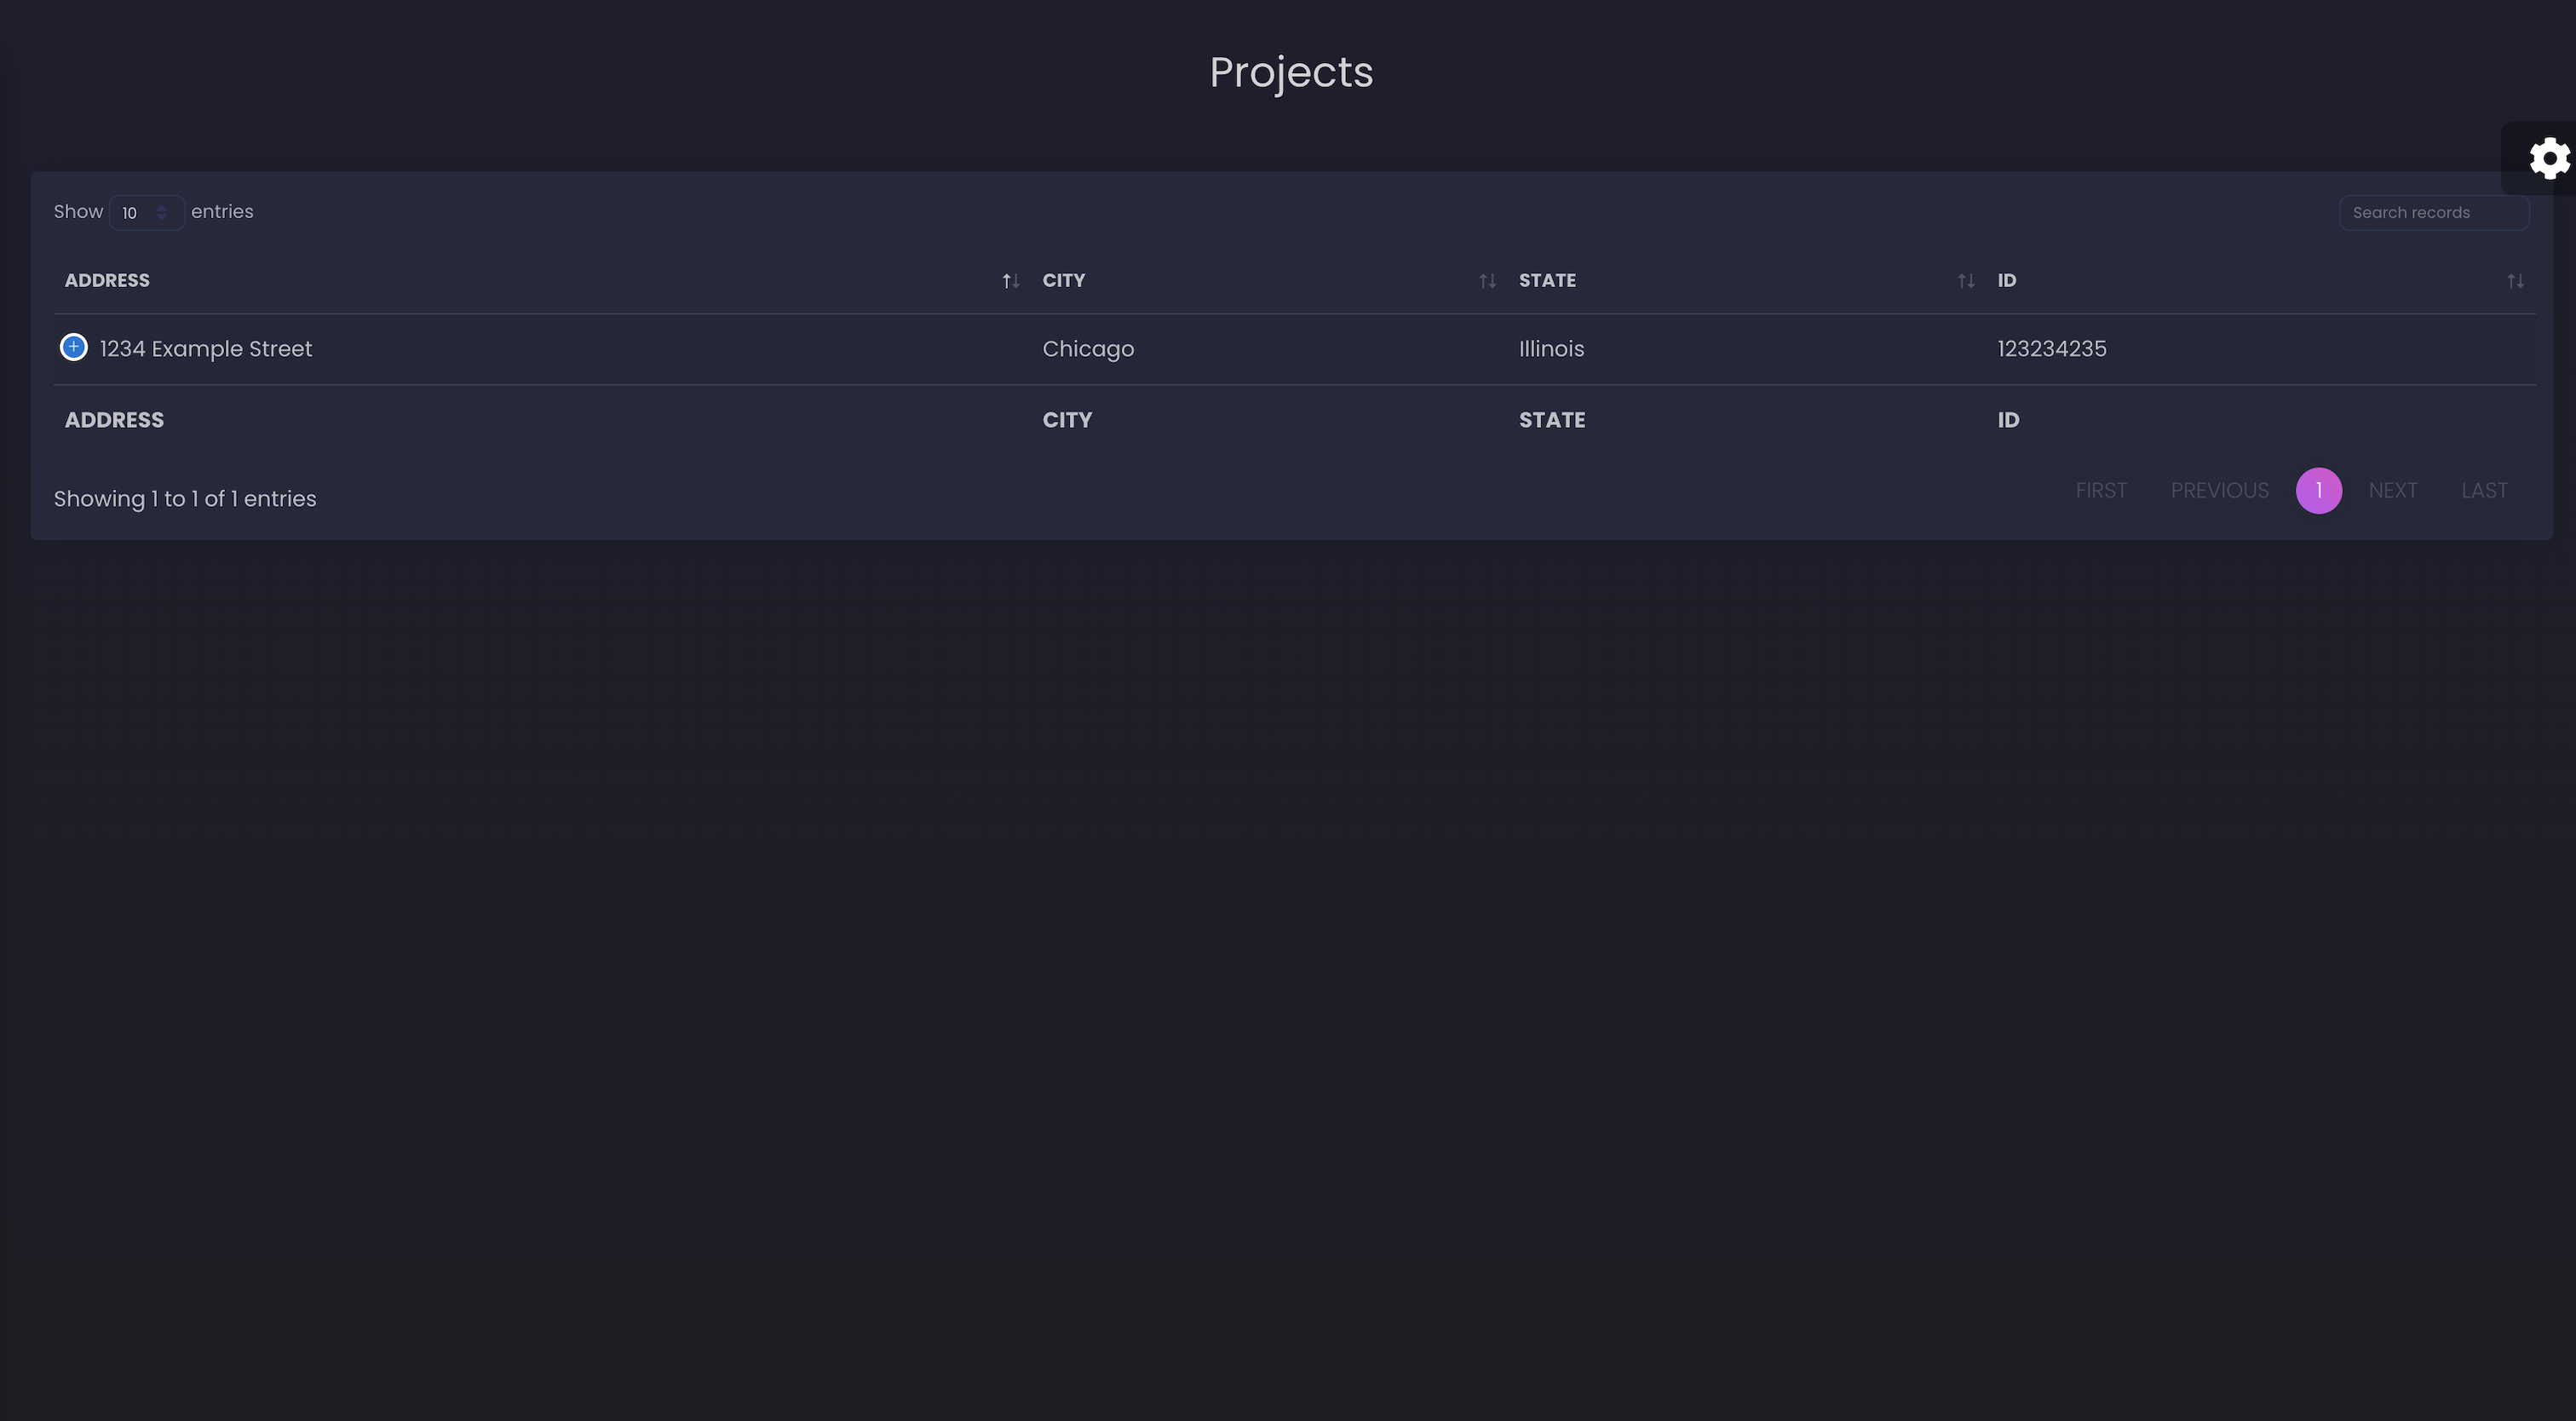 Projects
Show 10 entries
Search records
ADDRESS CITY STATE ID
1234 Example Street Chicago Illinois 123234235
ADDRESS CITY STATE ID
Showing 1 to 1 of 1 entries
FIRST PREVIOUS 1 NEXT LAST